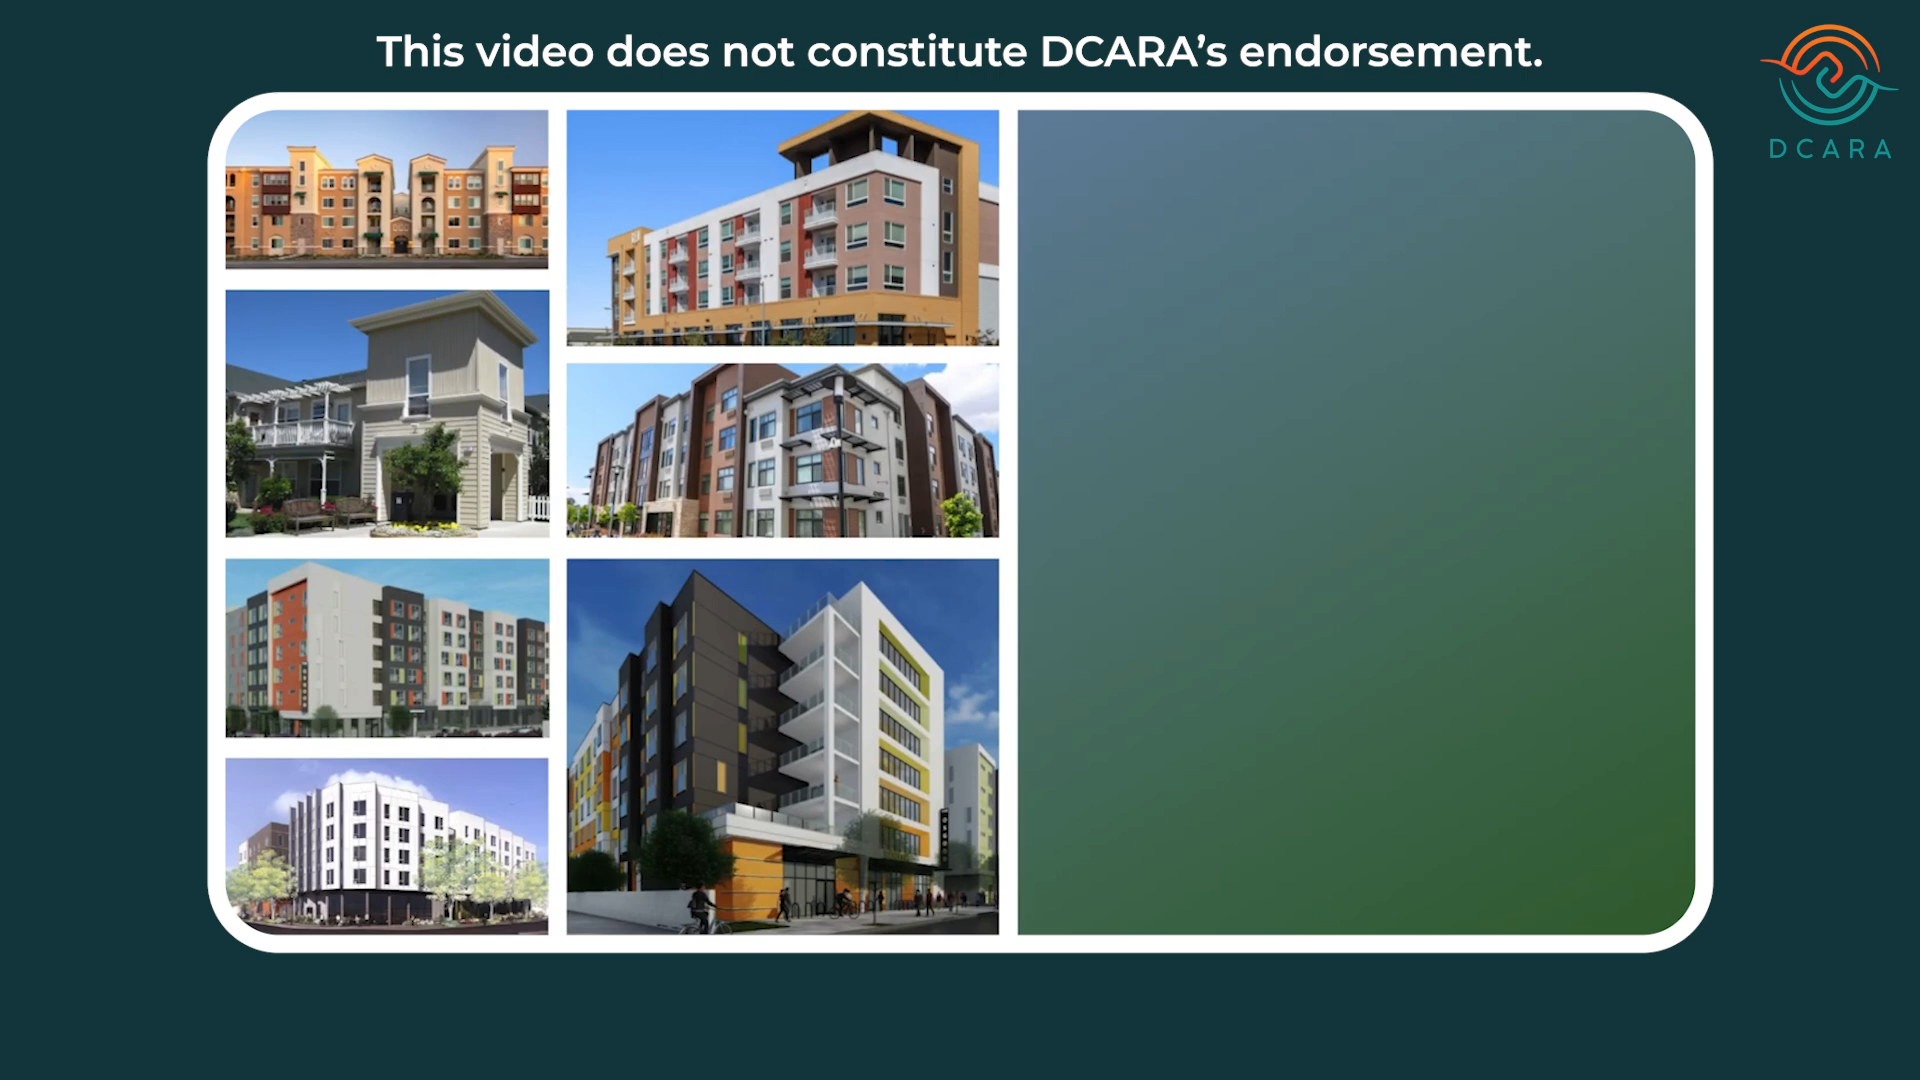 This video does not constitute DCARA’s endorsement.
DCARA